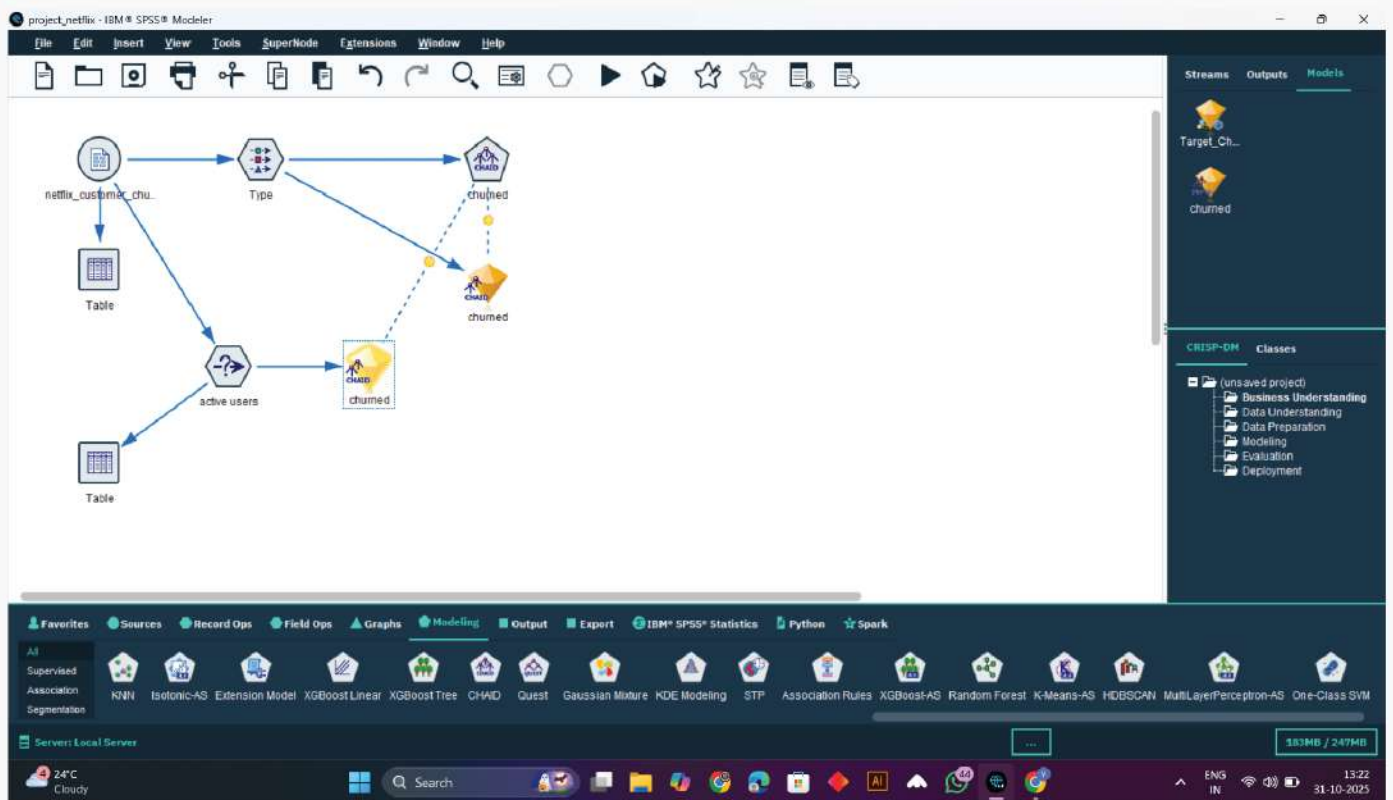 project_netflix - IBM® SPSS® Modeler
File Edit Insert View Tools SuperNode Extensions Window Help
Streams Outputs Models
Target_Ch...
churned
netflix_customer_chu...
Type
CHAID
churned
Table
CHAID
churned
active users
CHAID
churned
Table
CRISP-DM Classes
(unsaved project)
Business Understanding
Data Understanding
Data Preparation
Modeling
Evaluation
Deployment
Favorites Sources Record Ops Field Ops Graphs Modeling Output Export IBM® SPSS® Statistics Python Spark
All
Supervised
Association
Segmentation
KNN Isotonic-AS Extension Model XGBoost Linear XGBoost Tree CHAID Quest Gaussian Mixture KDE Modeling STP Association Rules XGBoost-AS Random Forest K-Means-AS HDBSCAN MultiLayerPerceptron-AS One-Class SVM
Server: Local Server
...
183MB / 247MB
24°C
Cloudy
Search
AI
44
ENG
IN
13:22
31-10-2025